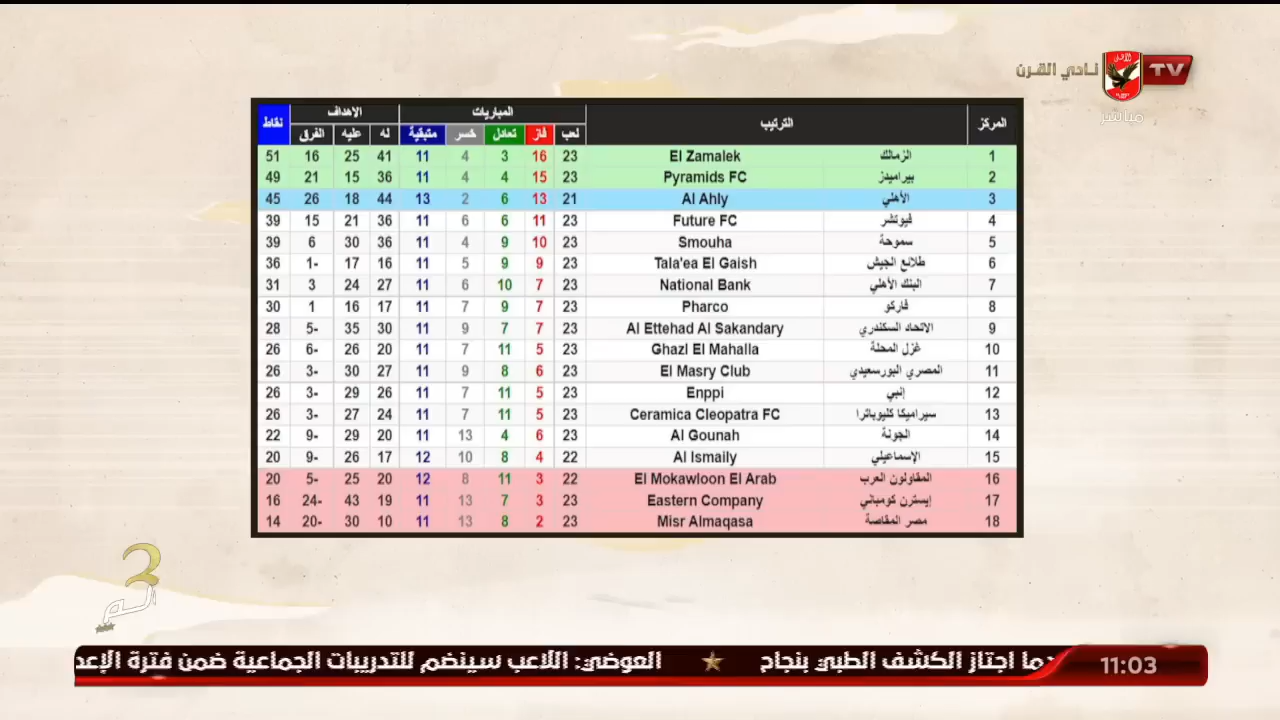 نادي القرن
TV
مباشر
المركز الترتيب المباريات الاهداف نقاط
لعب فاز تعادل خسر متبقية له عليه الفرق
1 الزمالك El Zamalek 23 16 3 4 11 41 25 16 51
2 بيراميدز Pyramids FC 23 15 4 4 11 36 15 21 49
3 الأهلي Al Ahly 21 13 6 2 13 44 18 26 45
4 فيوتشر Future FC 23 11 6 6 11 36 21 15 39
5 سموحة Smouha 23 10 9 4 11 36 30 6 39
6 طلائع الجيش Tala'ea El Gaish 23 9 9 5 11 16 17 1- 36
7 البنك الأهلي National Bank 23 7 10 6 11 27 24 3 31
8 فاركو Pharco 23 7 9 7 11 17 16 1 30
9 الاتحاد السكندري Al Ettehad Al Sakandary 23 7 7 9 11 30 35 5- 28
10 غزل المحلة Ghazl El Mahalla 23 5 11 7 11 20 26 6- 26
11 المصري البورسعيدي El Masry Club 23 6 8 9 11 27 30 3- 26
12 إنبي Enppi 23 5 11 7 11 26 29 3- 26
13 سيراميكا كليوباترا Ceramica Cleopatra FC 23 5 11 7 11 24 27 3- 26
14 الجونة Al Gounah 23 6 4 13 11 20 29 9- 22
15 الإسماعيلي Al Ismaily 22 4 8 10 12 17 26 9- 20
16 المقاولون العرب El Mokawloon El Arab 22 3 11 8 12 20 25 5- 20
17 إيسترن كومباني Eastern Company 23 3 7 13 11 19 43 24- 16
18 مصر المقاصة Misr Almaqasa 23 2 8 13 11 10 30 20- 14
3
11:03 دما اجتاز الكشف الطبي بنجاح العوضي: اللاعب سينضم للتدريبات الجماعية ضمن فترة الإعد